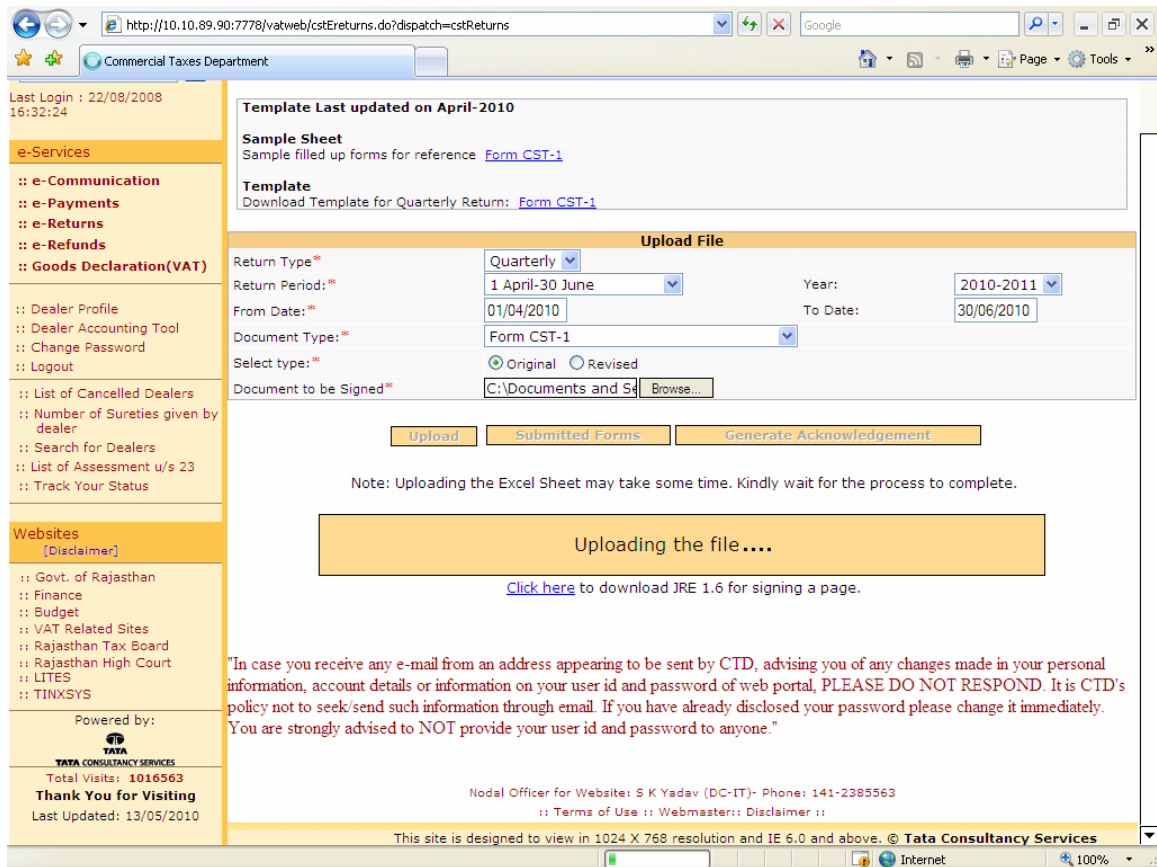 http://10.10.89.90:7778/vatweb/cstEreturns.do?dispatch=cstReturns
Google
Commercial Taxes Department
Page
Tools
»
Last Login : 22/08/2008
16:32:24
e-Services
:: e-Communication
:: e-Payments
:: e-Returns
:: e-Refunds
:: Goods Declaration(VAT)
:: Dealer Profile
:: Dealer Accounting Tool
:: Change Password
:: Logout
:: List of Cancelled Dealers
:: Number of Sureties given by
dealer
:: Search for Dealers
:: List of Assessment u/s 23
:: Track Your Status
Websites
[Disclaimer]
:: Govt. of Rajasthan
:: Finance
:: Budget
:: VAT Related Sites
:: Rajasthan Tax Board
:: Rajasthan High Court
:: LITES
:: TINXSYS
Powered by:
TATA
TATA CONSULTANCY SERVICES
Total Visits: 1016563
Thank You for Visiting
Last Updated: 13/05/2010
Template Last updated on April-2010
Sample Sheet
Sample filled up forms for reference Form CST-1
Template
Download Template for Quarterly Return: Form CST-1
Upload File
Return Type* Quarterly
Return Period:* 1 April-30 June Year: 2010-2011
From Date:* 01/04/2010 To Date: 30/06/2010
Document Type:* Form CST-1
Select type:* Original Revised
Document to be Signed* C:\Documents and Se Browse...
Upload Submitted Forms Generate Acknowledgement
Note: Uploading the Excel Sheet may take some time. Kindly wait for the process to complete.
Uploading the file....
Click here to download JRE 1.6 for signing a page.
"In case you receive any e-mail from an address appearing to be sent by CTD, advising you of any changes made in your personal
information, account details or information on your user id and password of web portal, PLEASE DO NOT RESPOND. It is CTD's
policy not to seek/send such information through email. If you have already disclosed your password please change it immediately.
You are strongly advised to NOT provide your user id and password to anyone."
Nodal Officer for Website: S K Yadav (DC-IT)- Phone: 141-2385563
:: Terms of Use :: Webmaster:: Disclaimer ::
This site is designed to view in 1024 X 768 resolution and IE 6.0 and above. © Tata Consultancy Services
Internet
100%